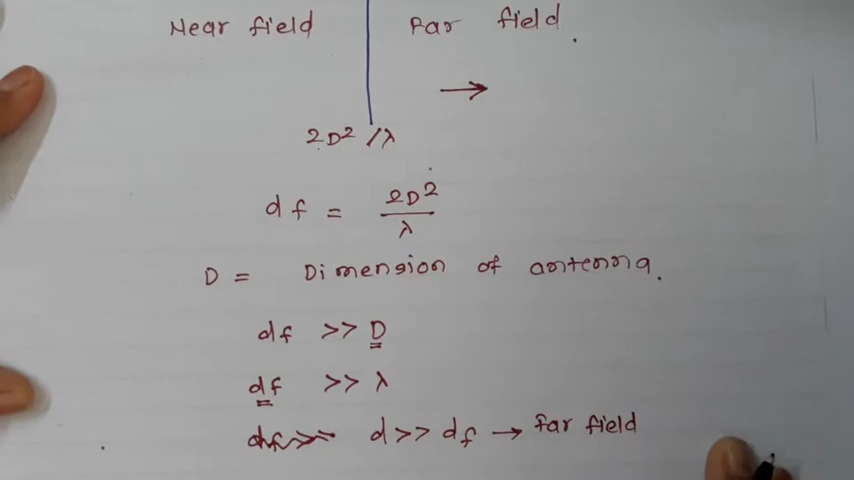 Near field far field.
2D² /λ
df = 2D²/λ
D = Dimension of antenna.
df >> D
df >> λ
d >> df → far field